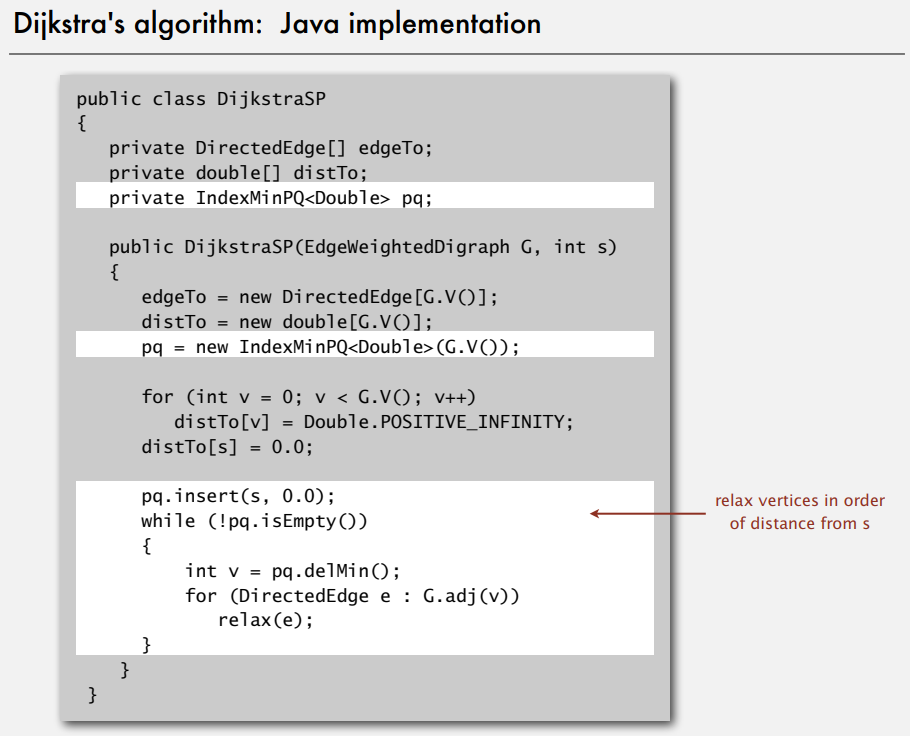 Dijkstra's algorithm: Java implementation
public class DijkstraSP
{
private DirectedEdge[] edgeTo;
private double[] distTo;
private IndexMinPQ<Double> pq;
public DijkstraSP(EdgeWeightedDigraph G, int s)
{
edgeTo = new DirectedEdge[G.V()];
distTo = new double[G.V()];
pq = new IndexMinPQ<Double>(G.V());
for (int v = 0; v < G.V(); v++)
distTo[v] = Double.POSITIVE_INFINITY;
distTo[s] = 0.0;
pq.insert(s, 0.0);
while (!pq.isEmpty())
{
int v = pq.delMin();
for (DirectedEdge e : G.adj(v))
relax(e);
}
}
}
relax vertices in order
of distance from s